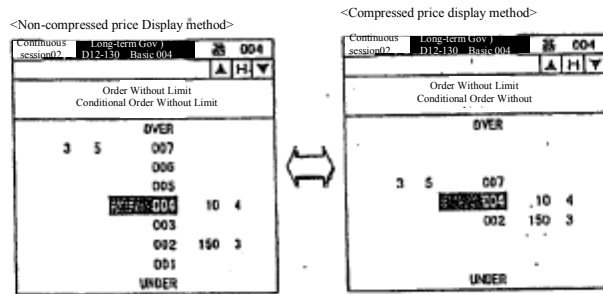 <Non-compressed price Display method>
Continuous session02 Long-term Gov ) D12-130 Basic 004 004
▲ H ▼
Order Without Limit
Conditional Order Without Limit
OVER
3 5 007
006
005
004 10 4
003
002 150 3
001
UNDER
<Compressed price display method>
Continuous session02 Long-term Gov ) D12-130 Basic 004 004
▲ H ▼
Order Without Limit
Conditional Order Without
OVER
3 5 007
004 10 4
002 150 3
UNDER